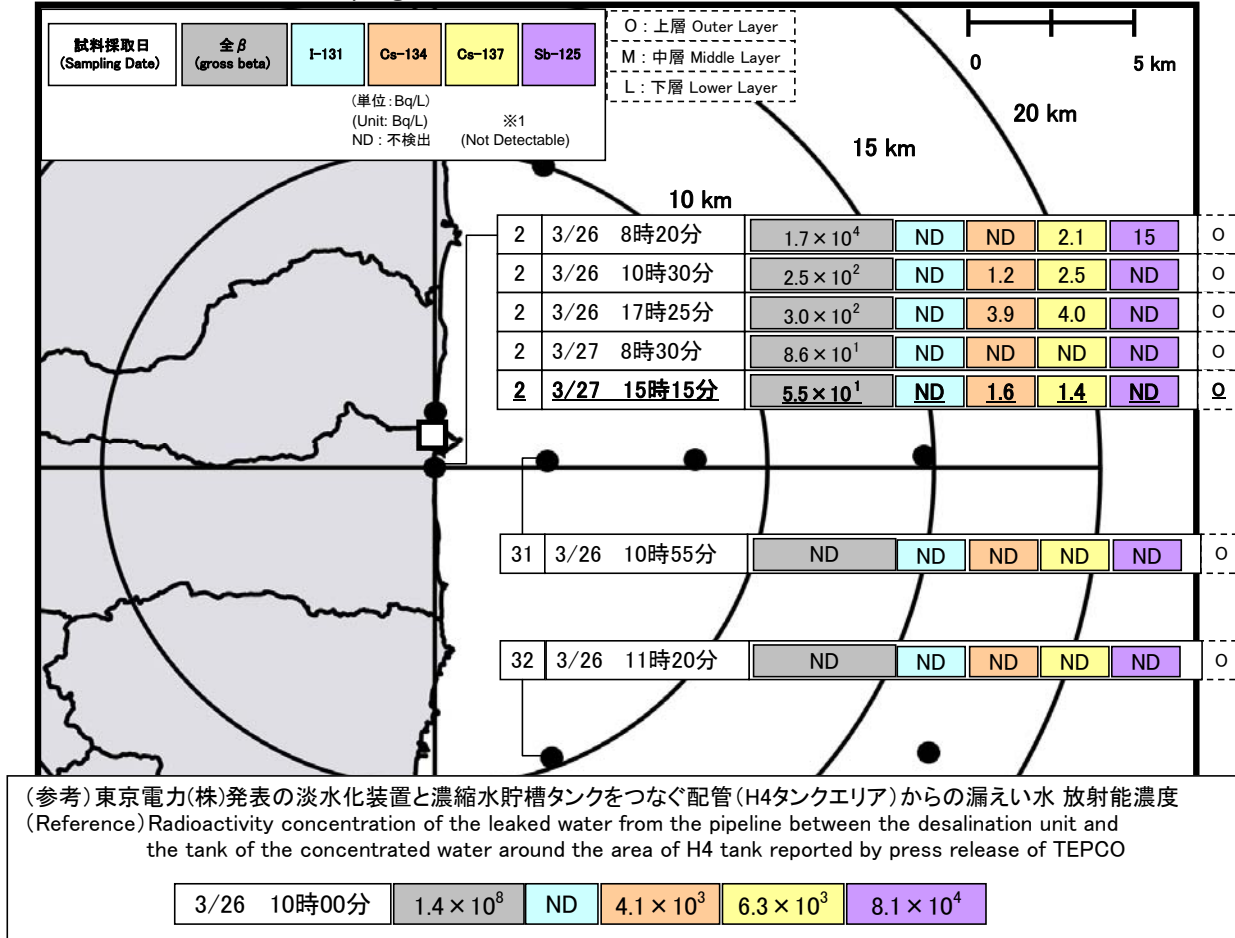 試料採取日
(Sampling Date)
全β
(gross beta)
I-131
Cs-134
Cs-137
Sb-125
(単位:Bq/L)
(Unit: Bq/L)
ND : 不検出
※1
(Not Detectable)
O : 上層 Outer Layer
M : 中層 Middle Layer
L : 下層 Lower Layer
0 5 km
20 km
15 km
10 km
2 3/26 8時20分 1.7×10⁴ ND ND 2.1 15 O
2 3/26 10時30分 2.5×10² ND 1.2 2.5 ND O
2 3/26 17時25分 3.0×10² ND 3.9 4.0 ND O
2 3/27 8時30分 8.6×10¹ ND ND ND ND O
2 3/27 15時15分 5.5×10¹ ND 1.6 1.4 ND O
31 3/26 10時55分 ND ND ND ND ND O
32 3/26 11時20分 ND ND ND ND ND O
(参考)東京電力(株)発表の淡水化装置と濃縮水貯槽タンクをつなぐ配管(H4タンクエリア)からの漏えい水 放射能濃度
(Reference)Radioactivity concentration of the leaked water from the pipeline between the desalination unit and
the tank of the concentrated water around the area of H4 tank reported by press release of TEPCO
3/26 10時00分 1.4×10⁸ ND 4.1×10³ 6.3×10³ 8.1×10⁴